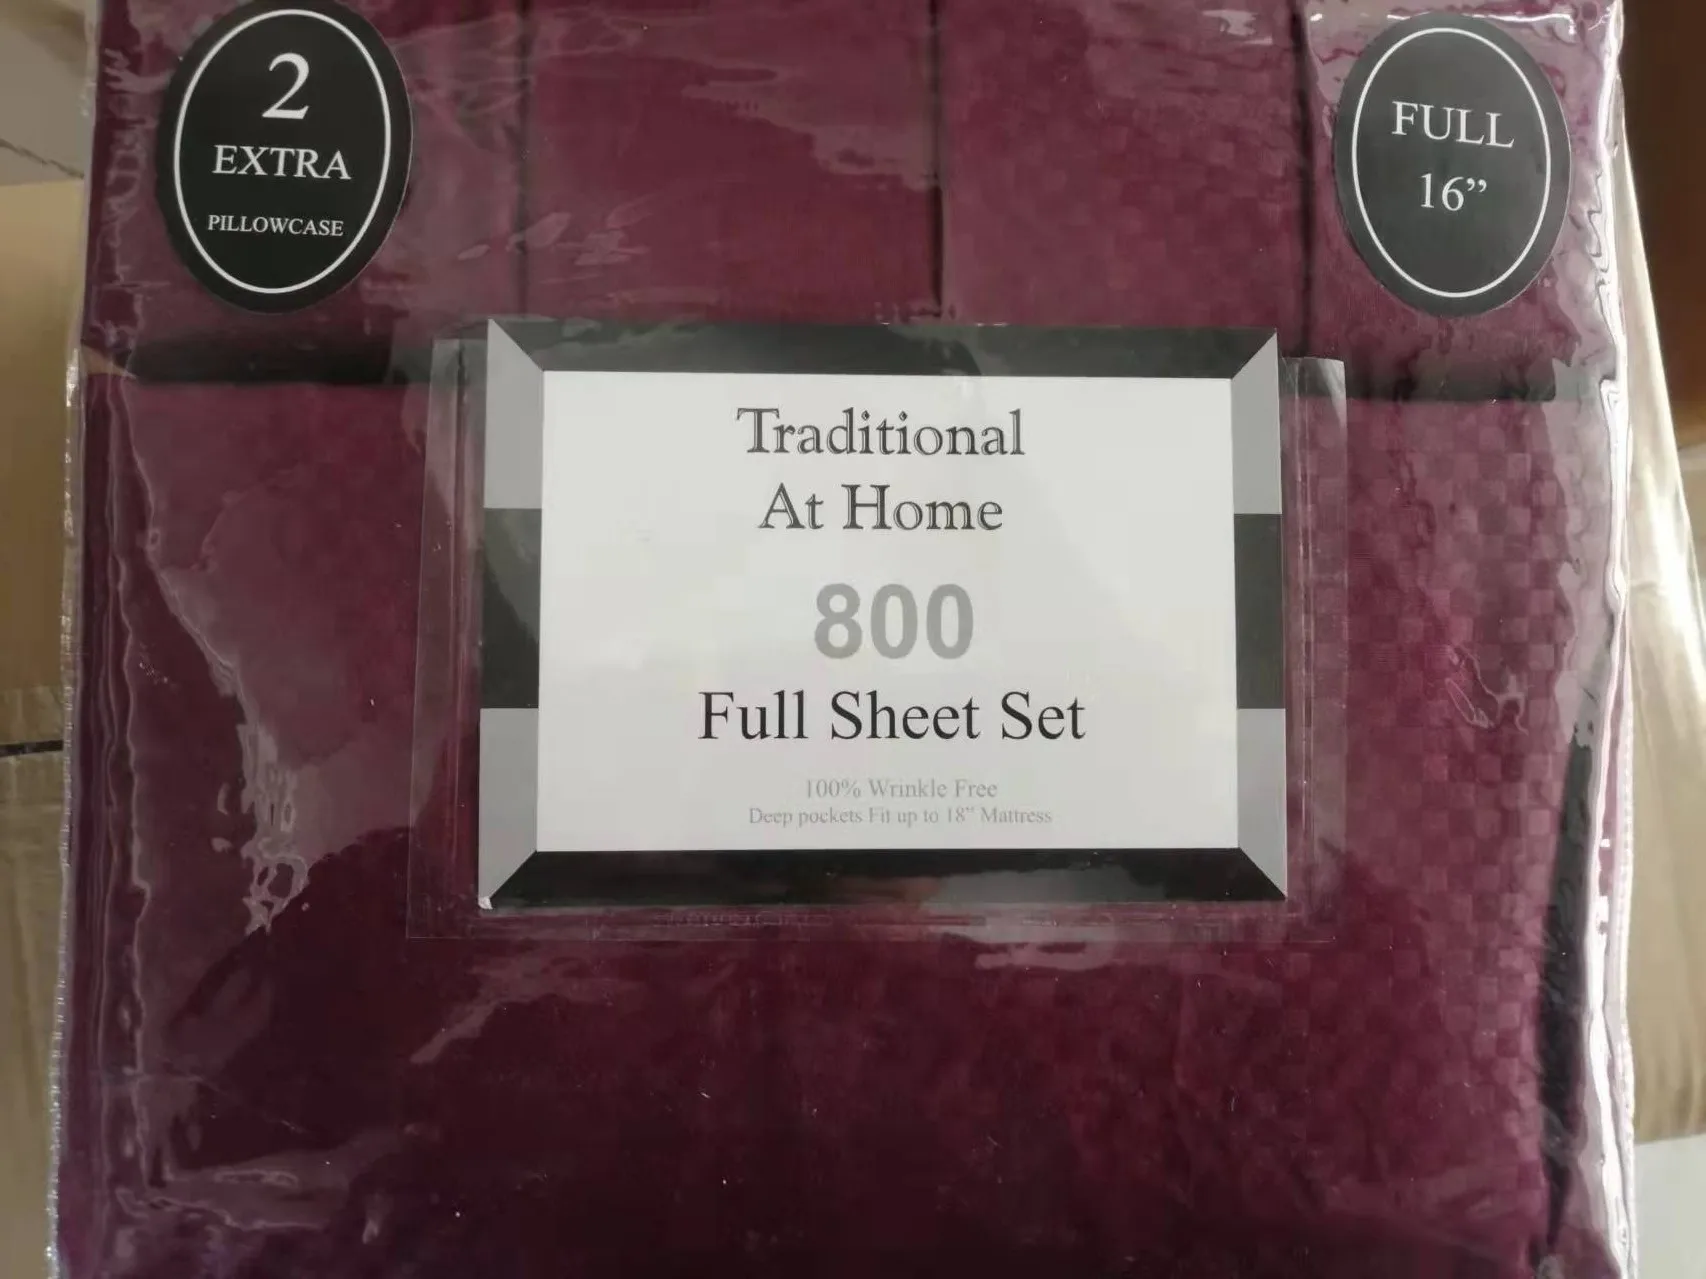 2
EXTRA
PILLOWCASE
FULL
16”
Traditional
At Home
800
Full Sheet Set
100% Wrinkle Free
Deep pockets Fit up to 18” Mattress